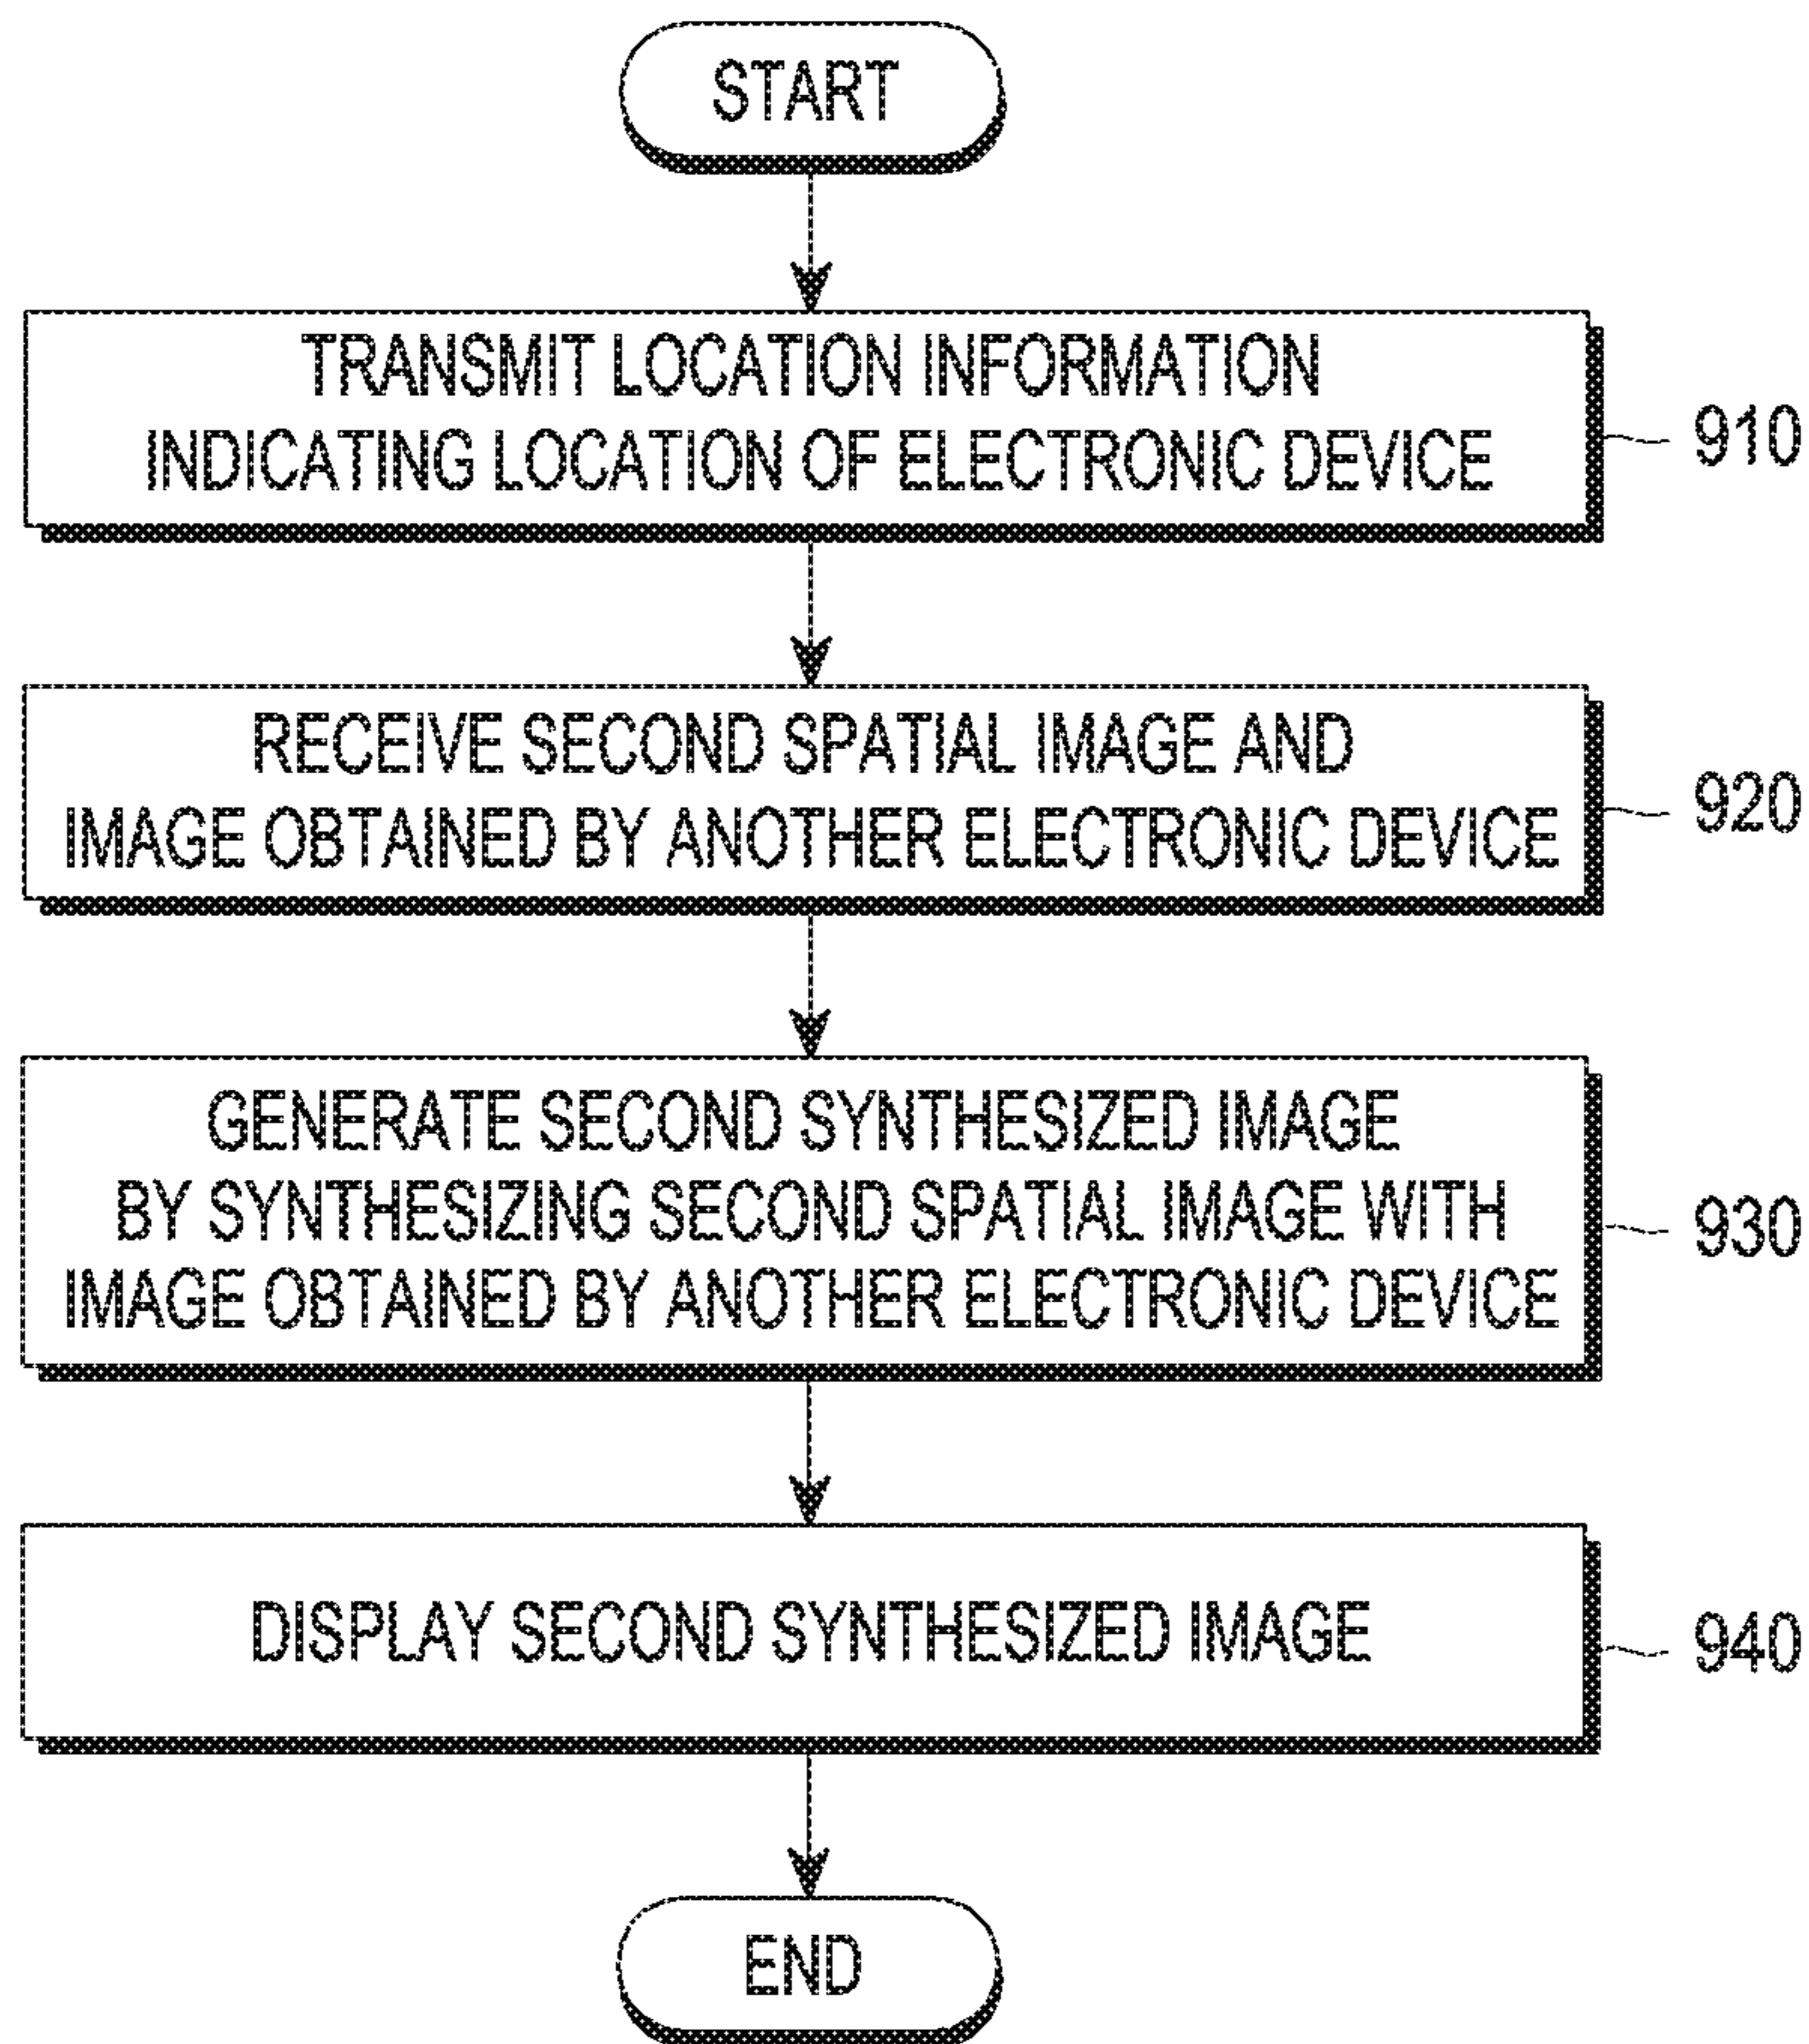 START
TRANSMIT LOCATION INFORMATION
INDICATING LOCATION OF ELECTRONIC DEVICE
910
RECEIVE SECOND SPATIAL IMAGE AND
IMAGE OBTAINED BY ANOTHER ELECTRONIC DEVICE
920
GENERATE SECOND SYNTHESIZED IMAGE
BY SYNTHESIZING SECOND SPATIAL IMAGE WITH
IMAGE OBTAINED BY ANOTHER ELECTRONIC DEVICE
930
DISPLAY SECOND SYNTHESIZED IMAGE
940
END